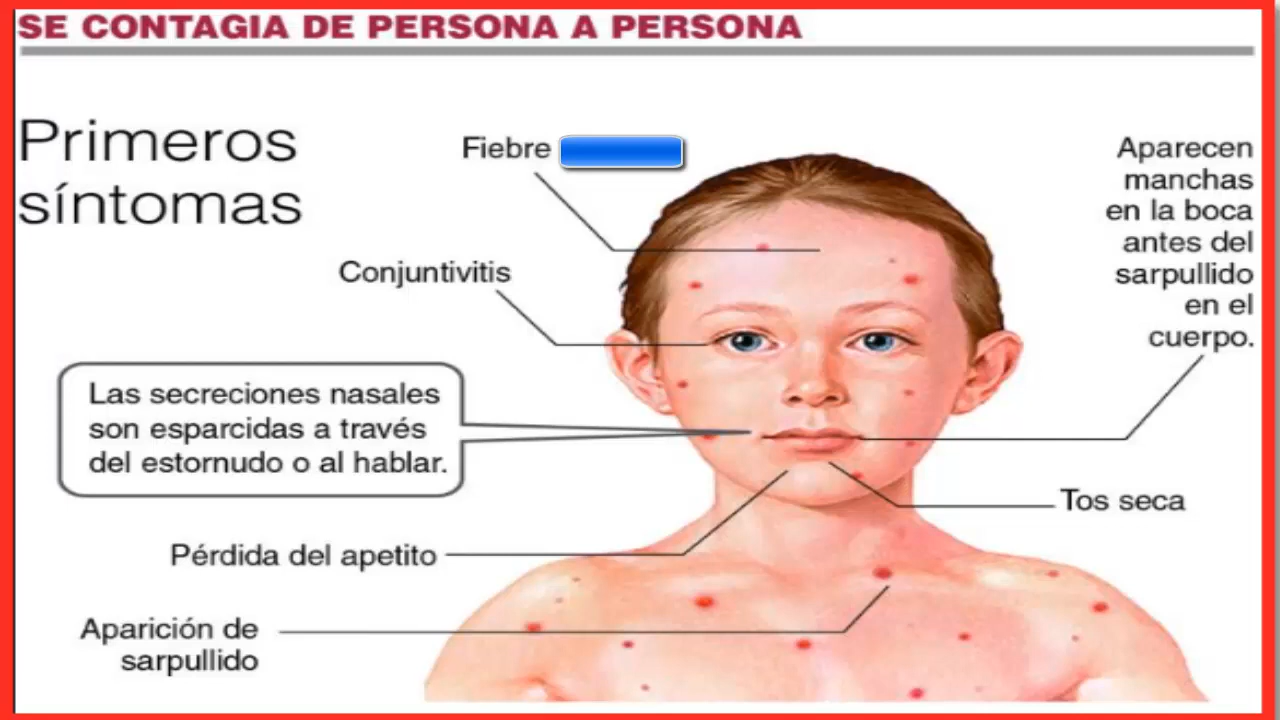 SE CONTAGIA DE PERSONA A PERSONA
Primeros
síntomas
Fiebre
Conjuntivitis
Las secreciones nasales
son esparcidas a través
del estornudo o al hablar.
Pérdida del apetito
Aparición de
sarpullido
Aparecen
manchas
en la boca
antes del
sarpullido
en el
cuerpo.
Tos seca